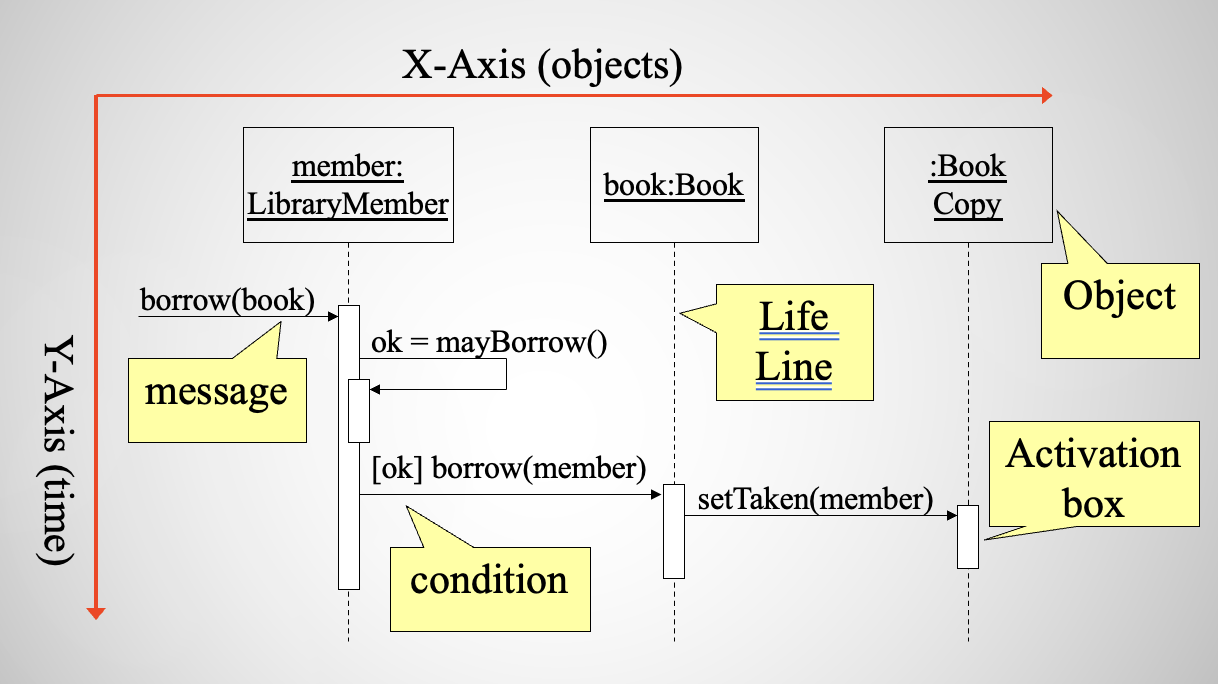 X-Axis (objects)
member:
LibraryMember
book:Book
:Book
Copy
Object
borrow(book)
Life
Line
ok = mayBorrow()
message
Y-Axis (time)
Activation
box
[ok] borrow(member)
setTaken(member)
condition